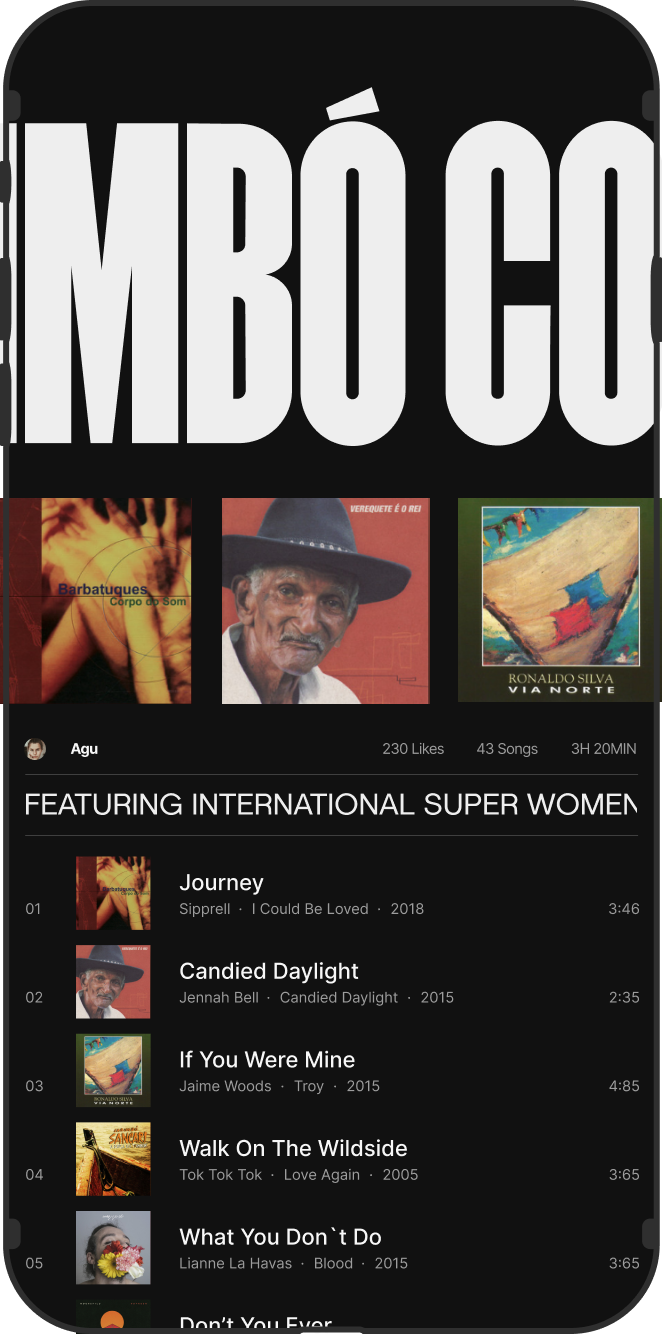 MBÓ CO
Barbatuques
Corpo do Som
VEREQUETE É O REI
RONALDO SILVA
VIA NORTE
Agu
230 Likes
43 Songs
3H 20MIN
FEATURING INTERNATIONAL SUPER WOMEN
Journey
01
Sipprell · I Could Be Loved · 2018
3:46
Candied Daylight
02
Jennah Bell · Candied Daylight · 2015
2:35
If You Were Mine
03
Jaime Woods · Troy · 2015
4:85
RONALDO SILVA
VIA NORTE
Walk On The Wildside
04
Tok Tok Tok · Love Again · 2005
3:65
What You Don`t Do
05
Lianne La Havas · Blood · 2015
3:65
Don’t You Ever